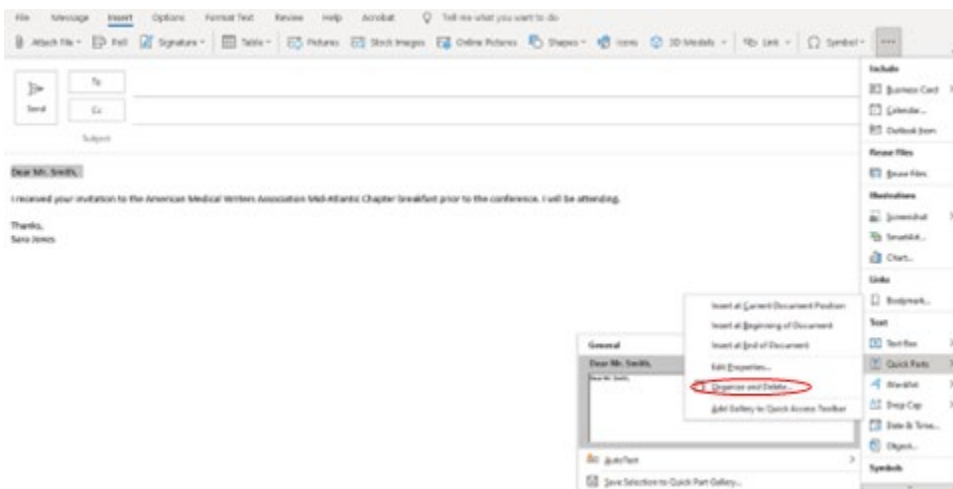 File Message Insert Options Format Text Review Help Acrobat Tell me what you want to do
Attach File Poll Signature Table Pictures Stock Images Online Pictures Shapes Icons 3D Models Link Symbol ...
Send
To
Cc
Subject
Dear Mr. Smith,
I received your invitation to the American Medical Writers Association Mid-Atlantic Chapter breakfast prior to the conference. I will be attending.
Thanks,
Sara Jones
Include
Business Card
Calendar...
Outlook Item
Reuse Files
Reuse Files
Illustrations
Screenshot
SmartArt...
Chart...
Links
Bookmark...
Text
Text Box
Quick Parts
WordArt
Drop Cap
Date & Time...
Object...
Symbols
Insert at Current Document Position
Insert at Beginning of Document
Insert at End of Document
Edit Properties...
Organize and Delete...
Add Gallery to Quick Access Toolbar
General
Dear Mr. Smith,
Dear Mr. Smith,
AutoText
Save Selection to Quick Part Gallery...